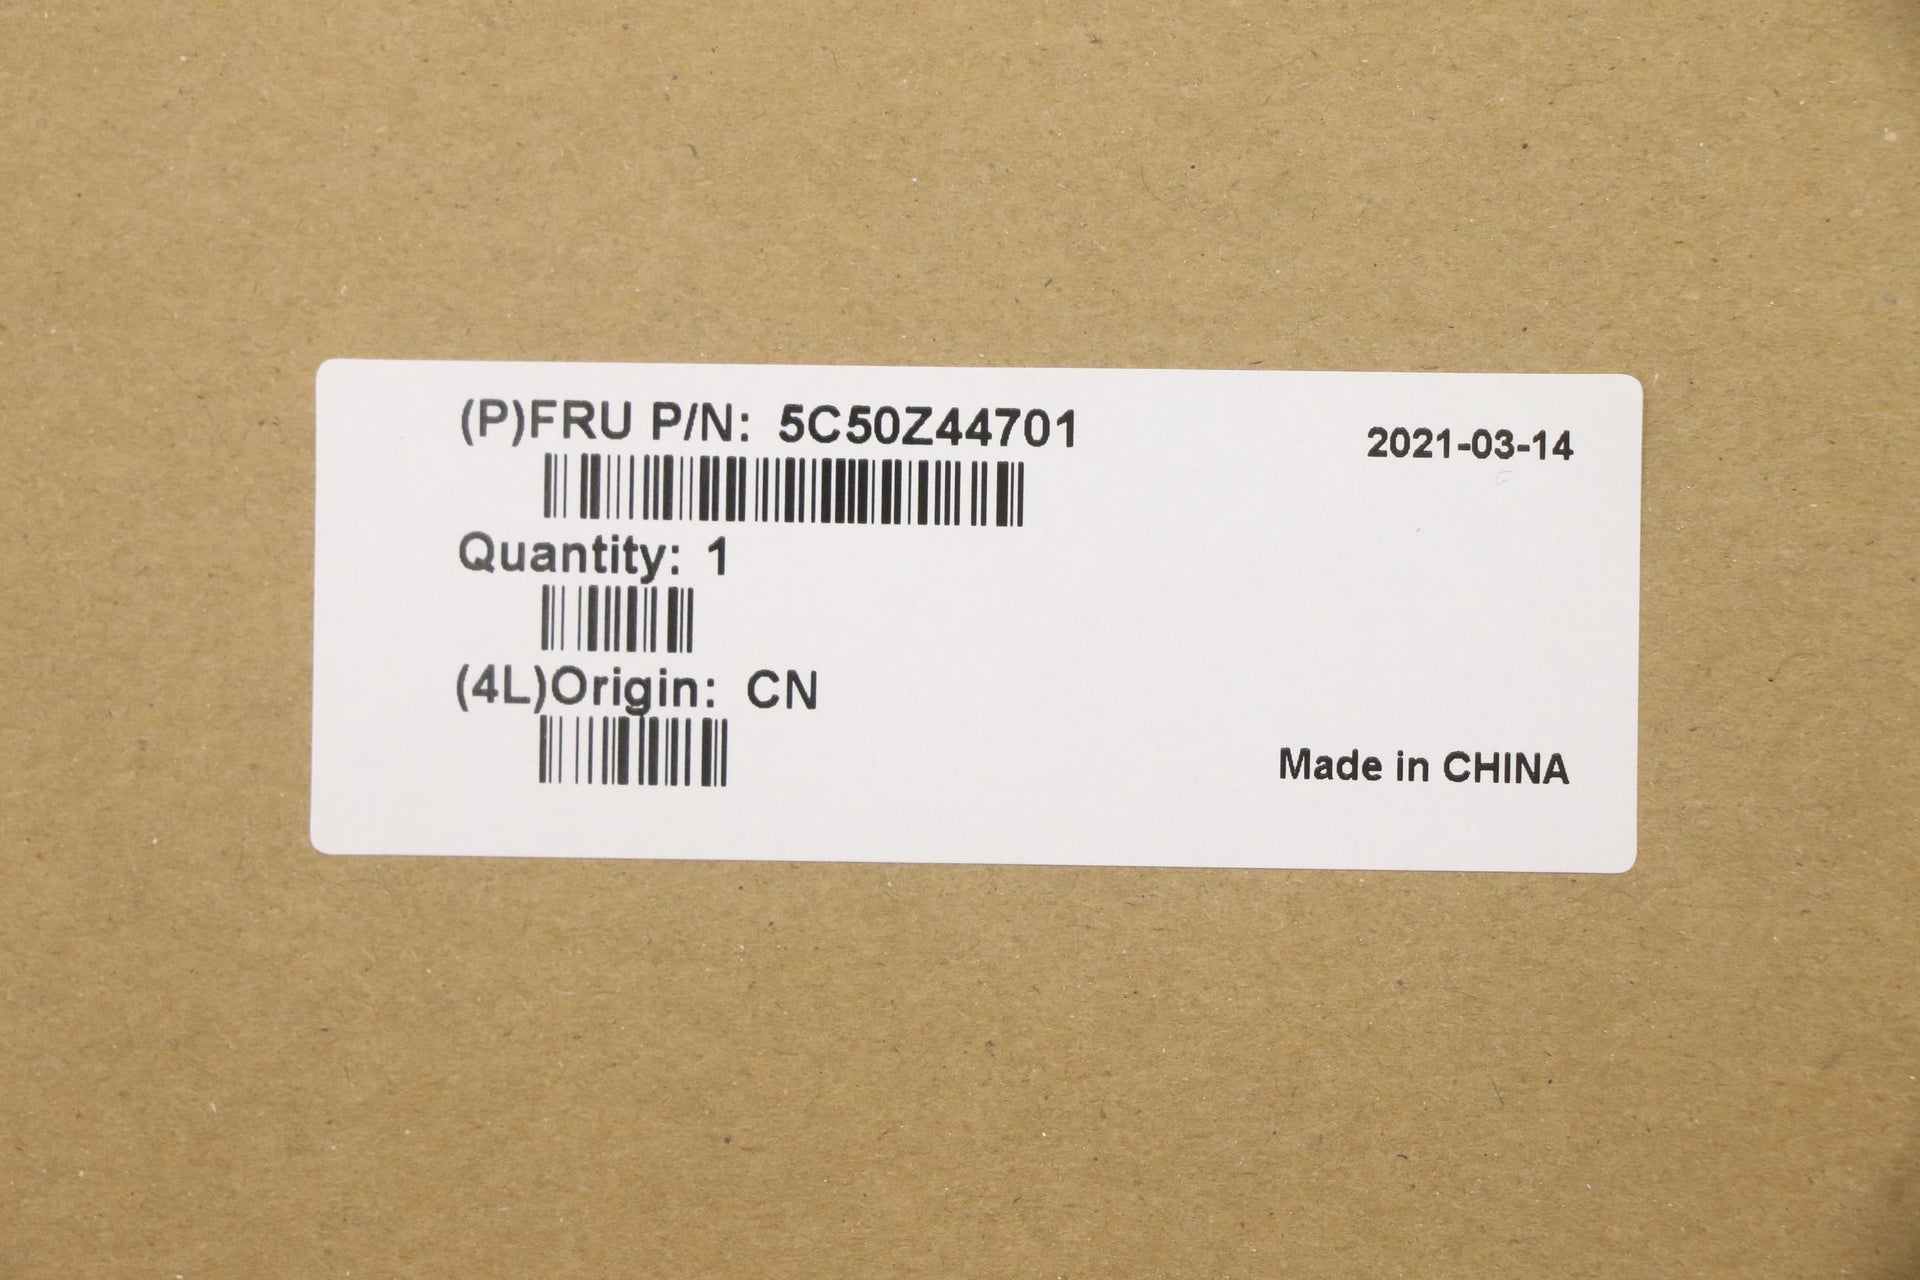 (P)FRU P/N: 5C50Z44701
2021-03-14
Quantity: 1
(4L)Origin: CN
Made in CHINA